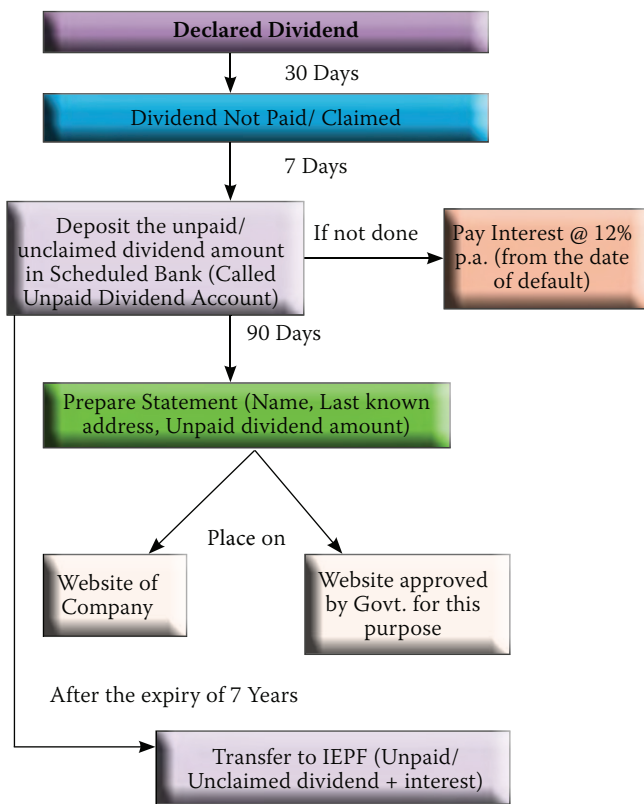 Declared Dividend
30 Days
Dividend Not Paid/ Claimed
7 Days
Deposit the unpaid/
unclaimed dividend amount
in Scheduled Bank (Called
Unpaid Dividend Account)
If not done
Pay Interest @ 12%
p.a. (from the date
of default)
90 Days
Prepare Statement (Name, Last known
address, Unpaid dividend amount)
Place on
Website of
Company
Website approved
by Govt. for this
purpose
After the expiry of 7 Years
Transfer to IEPF (Unpaid/
Unclaimed dividend + interest)